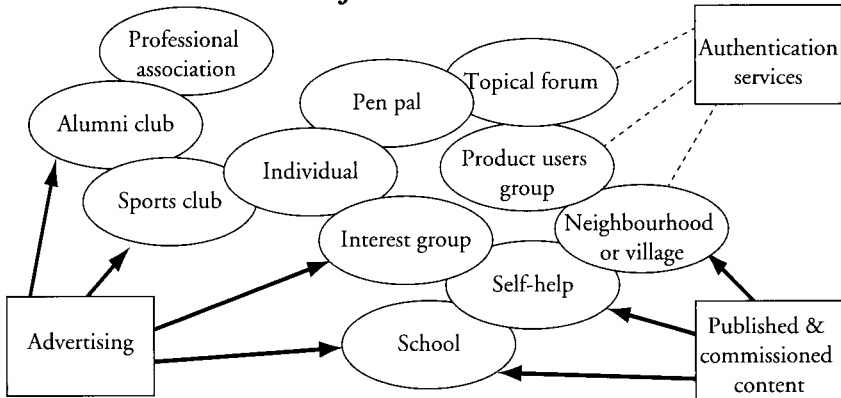 Professional
association
Authentication
services
Topical forum
Pen pal
Alumni club
Product users
group
Individual
Sports club
Neighbourhood
or village
Interest group
Self-help
Advertising
School
Published &
commissioned
content